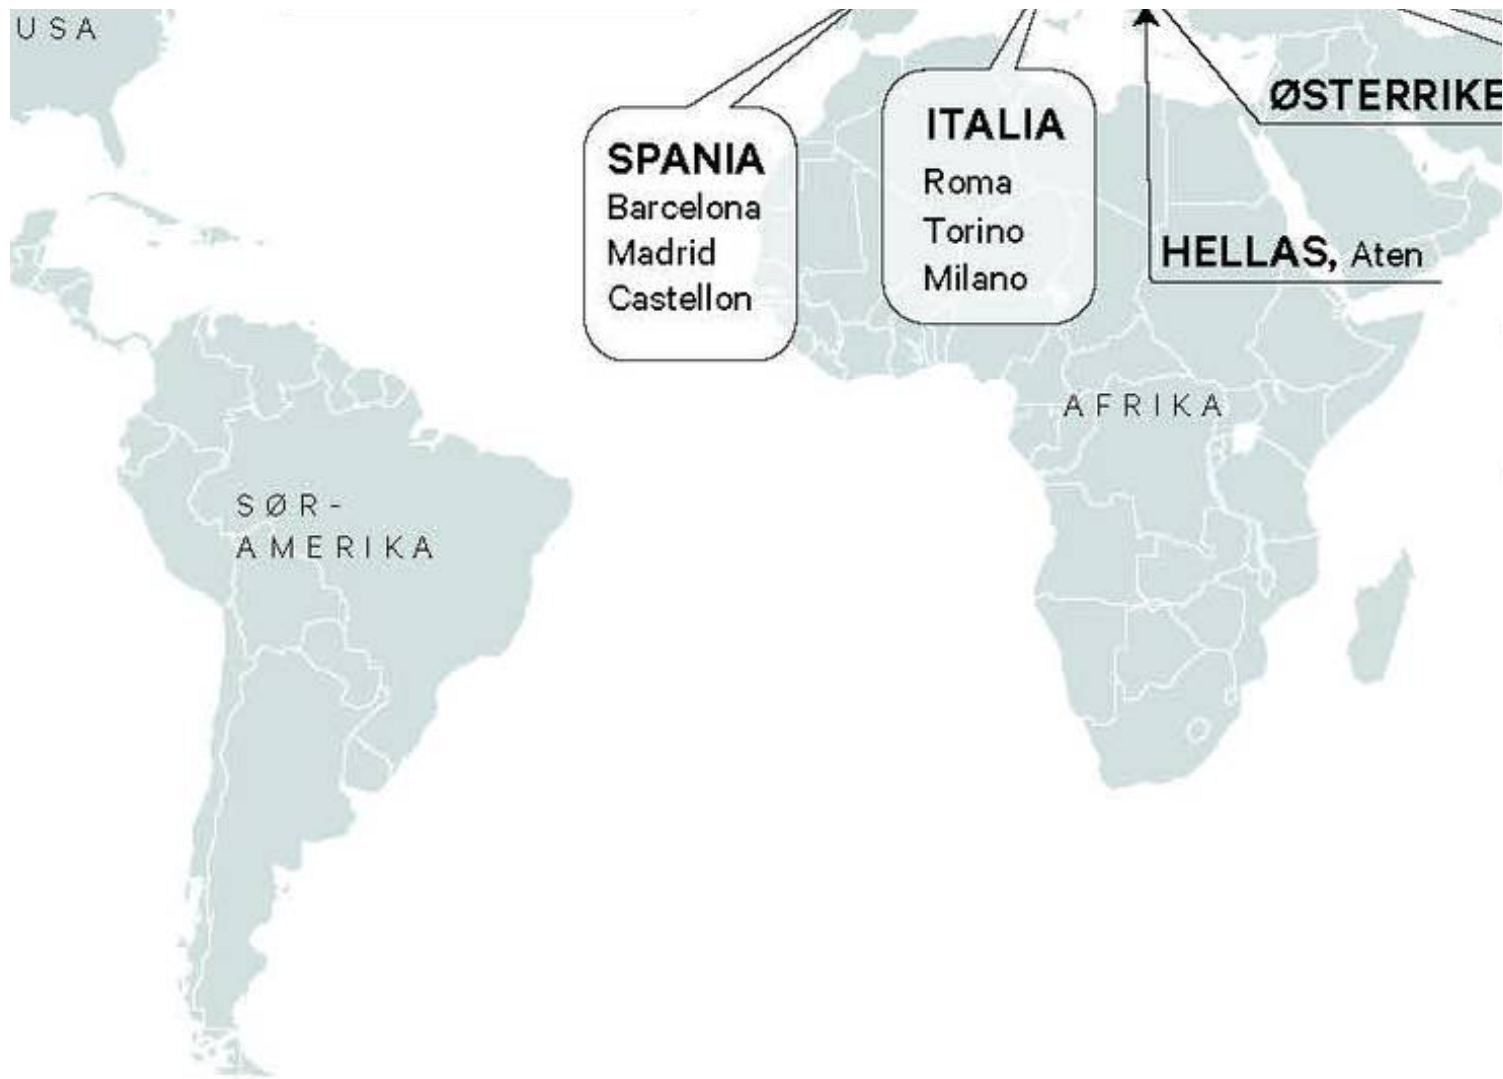 USA
ØSTERRIKE
ITALIA
Roma
Torino
Milano
SPANIA
Barcelona
Madrid
Castellon
HELLAS, Aten
AFRIKA
SØR-
AMERIKA